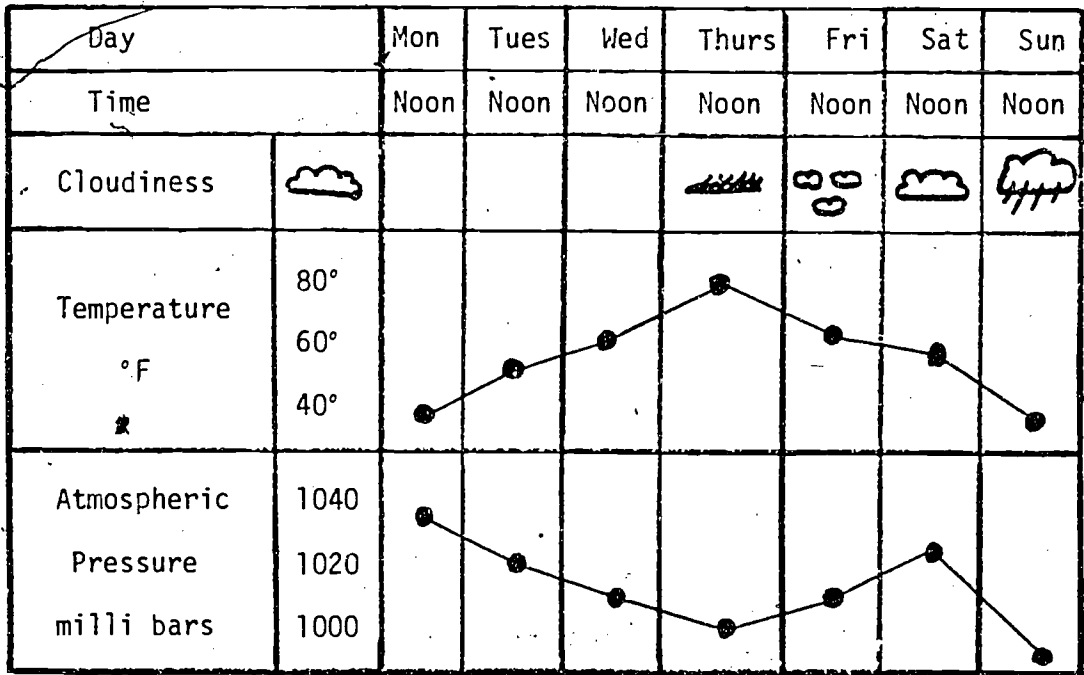 Day Mon Tues Wed Thurs Fri Sat Sun
Time Noon Noon Noon Noon Noon Noon Noon
Cloudiness
Temperature
°F
80°
60°
40°
Atmospheric
Pressure
milli bars
1040
1020
1000